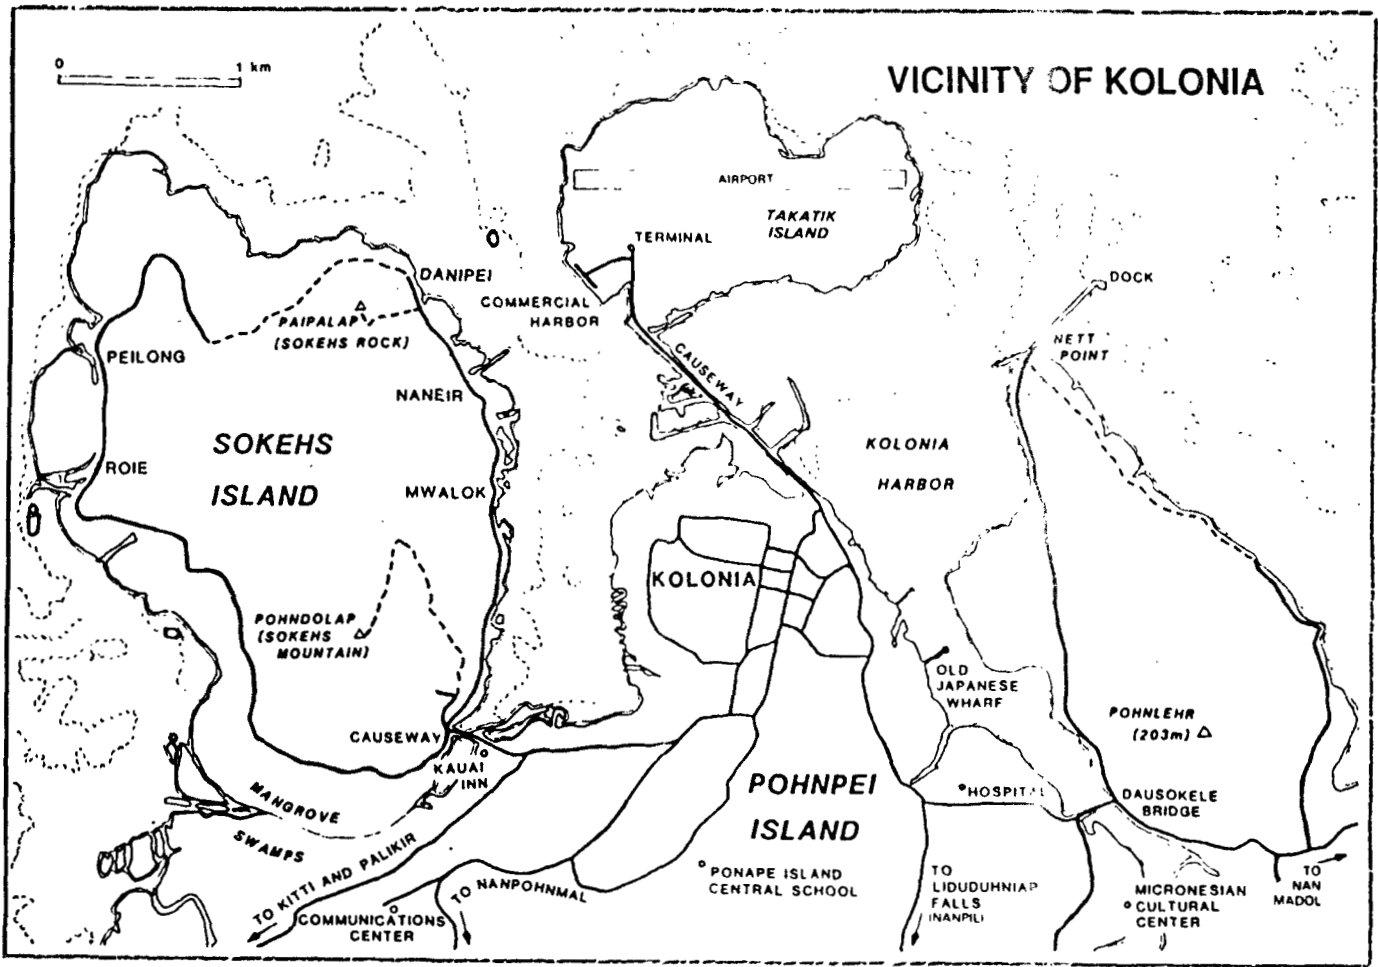 0 1 km
VICINITY OF KOLONIA
AIRPORT
TAKATIK
ISLAND
TERMINAL
DANIPEI
COMMERCIAL
HARBOR
DOCK
PAIPALAP
(SOKEHS ROCK)
NETT
POINT
PEILONG
CAUSEWAY
NANEIR
SOKEHS
ISLAND
KOLONIA
HARBOR
ROIE
MWALOK
KOLONIA
POHNDOLAP
(SOKEHS
MOUNTAIN)
OLD
JAPANESE
WHARF
POHNLEHR
(203m)
CAUSEWAY
KAUAI
INN
POHNPEI
ISLAND
HOSPITAL
DAUSOKELE
BRIDGE
MANGROVE
SWAMPS
TO KITTI AND PALIKIR
TO NANPOHNMAL
PONAPE ISLAND
CENTRAL SCHOOL
TO
LIDUDUHNIAP
FALLS
(NANPIL)
MICRONESIAN
CULTURAL
CENTER
TO
NAN
MADOL
COMMUNICATIONS
CENTER